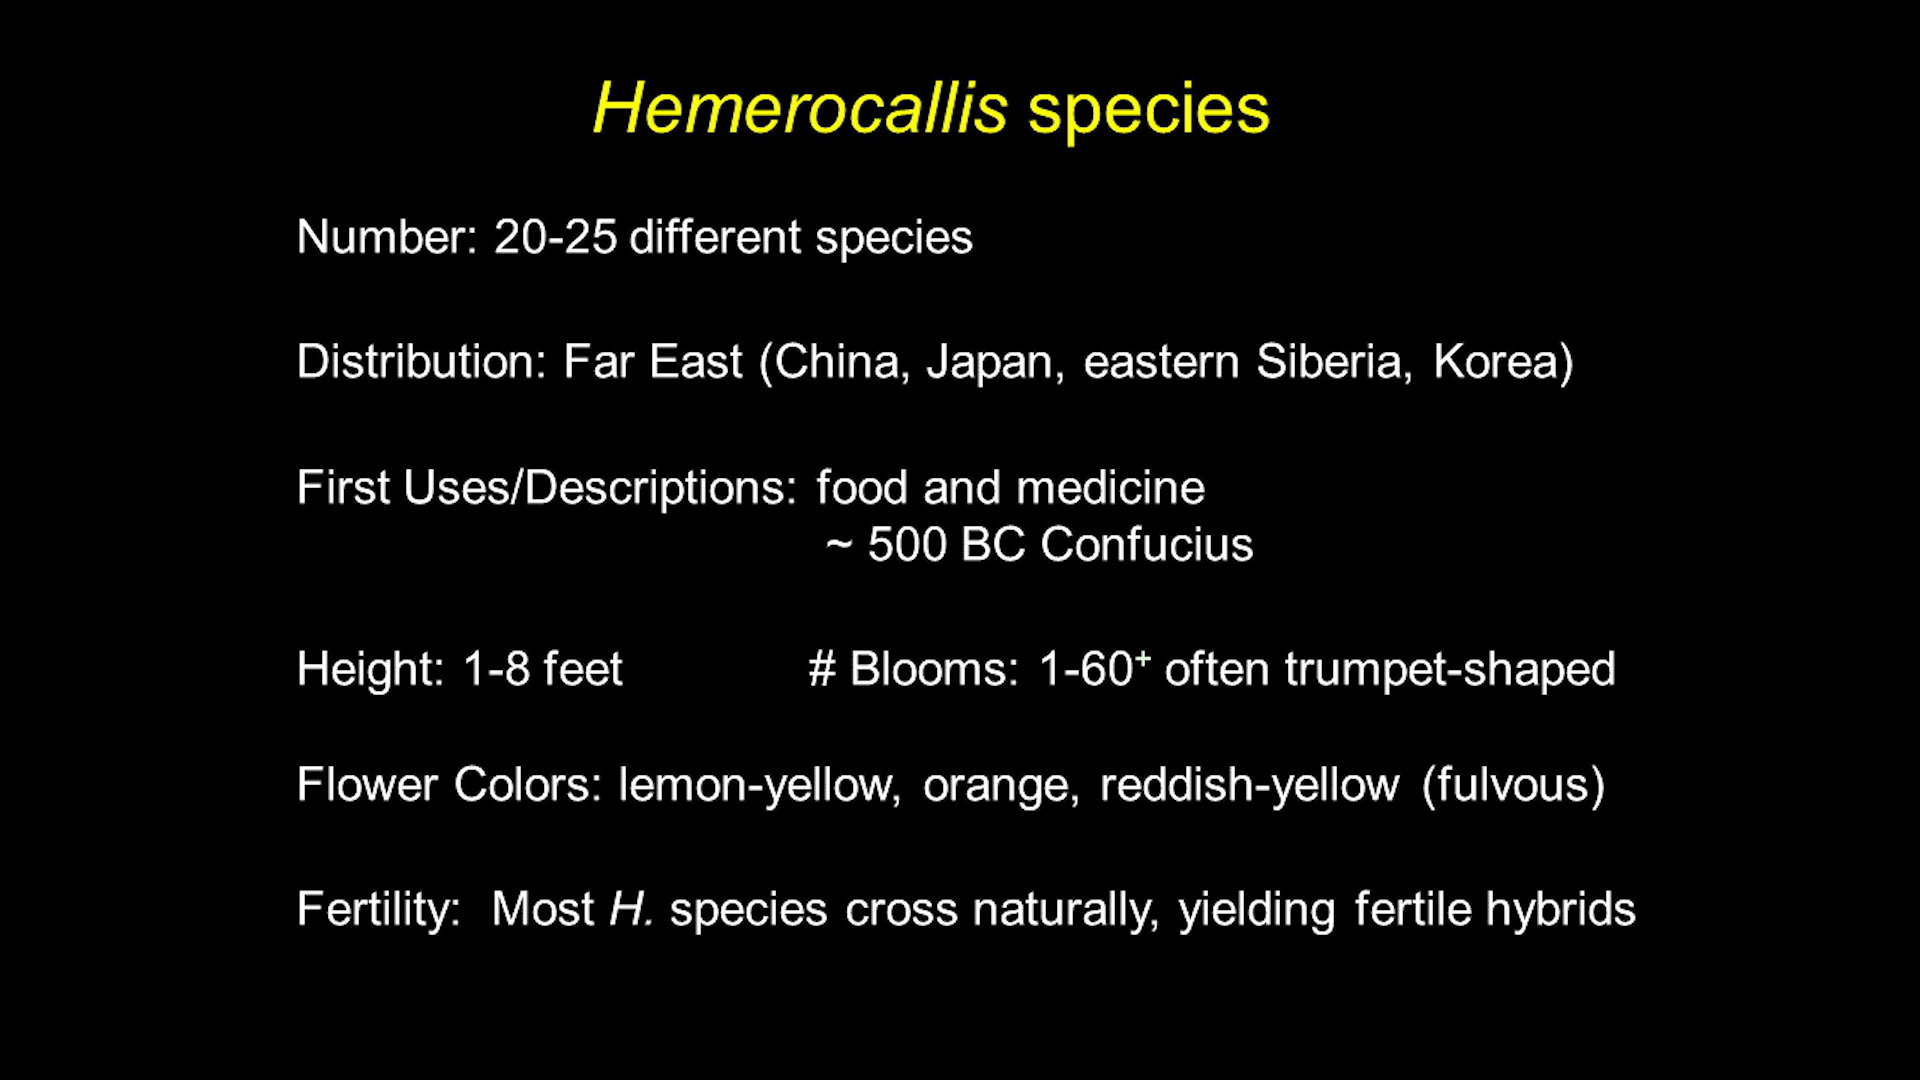 Hemerocallis species
Number: 20-25 different species
Distribution: Far East (China, Japan, eastern Siberia, Korea)
First Uses/Descriptions: food and medicine
~ 500 BC Confucius
Height: 1-8 feet # Blooms: 1-60⁺ often trumpet-shaped
Flower Colors: lemon-yellow, orange, reddish-yellow (fulvous)
Fertility: Most H. species cross naturally, yielding fertile hybrids